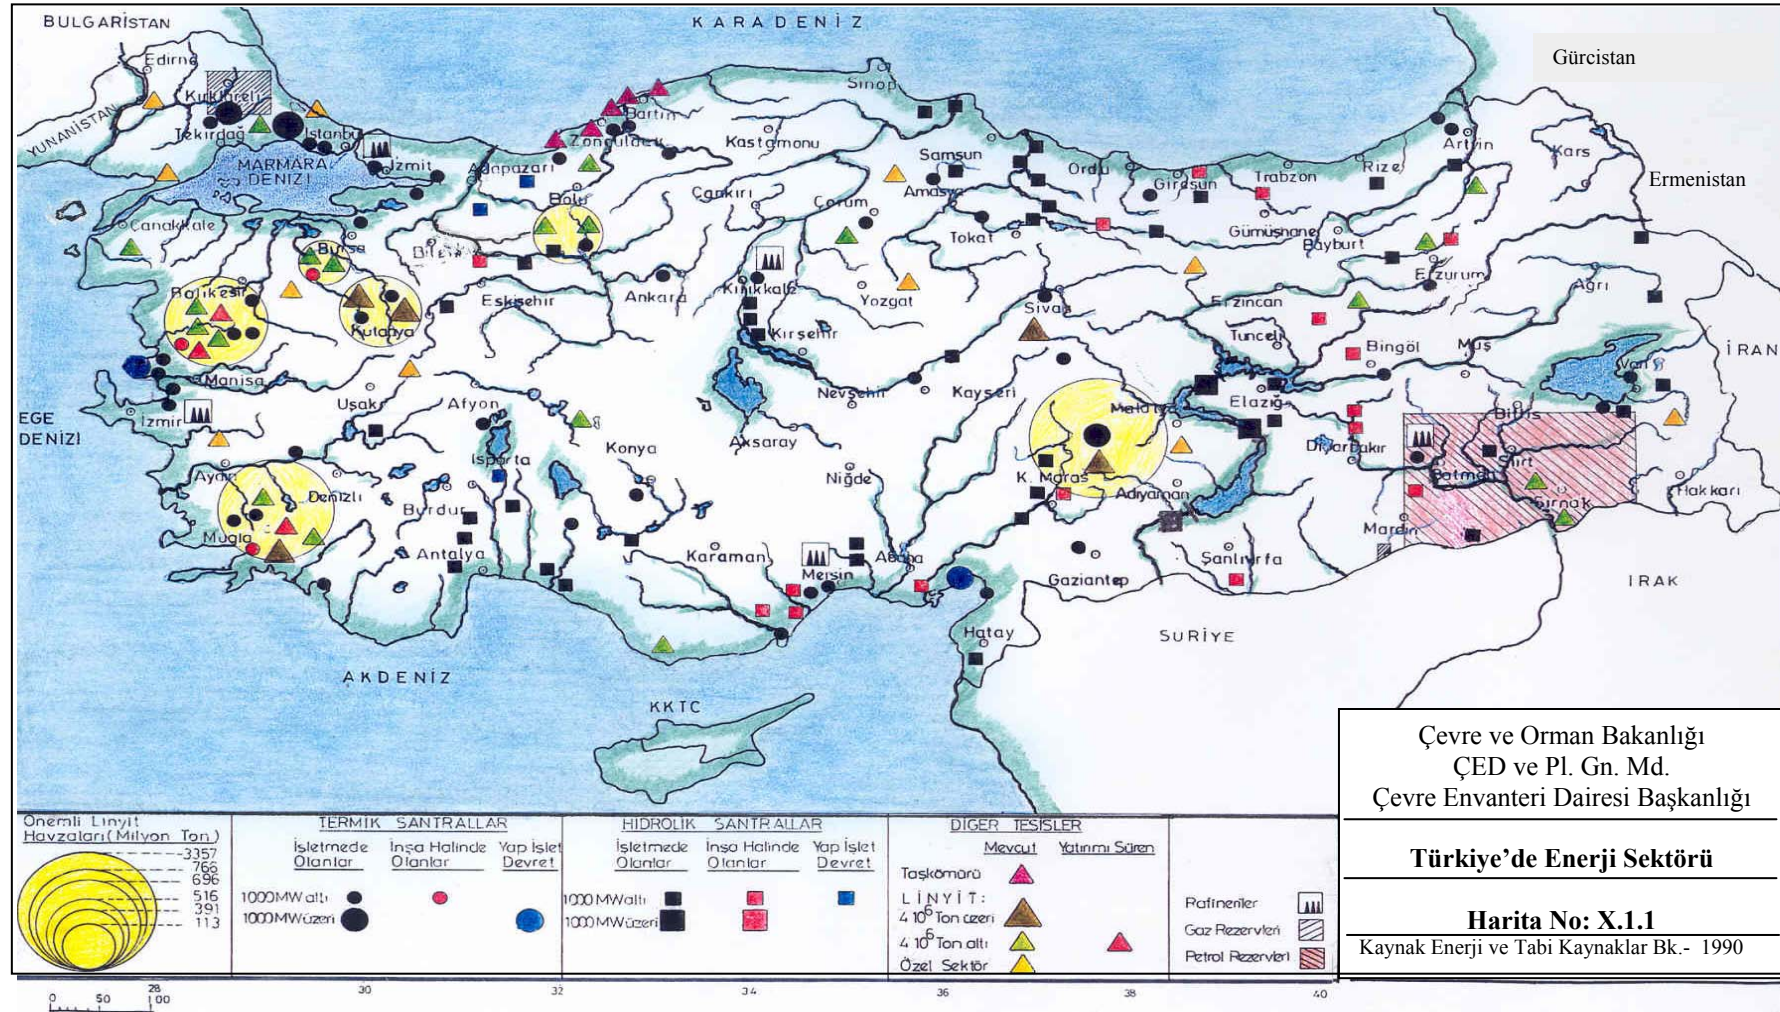 BULGARİSTAN
KARADENİZ
Gürcistan
Edirne
Kırklareli
YUNANİSTAN
Tekirdağ
İstanbul
MARMARA
DENİZİ
İzmit
Adapazarı
Zonguldak
Bartın
Kastamonu
Sinop
Samsun
Amasya
Ordu
Giresun
Trabzon
Rize
Artvin
Kars
Ermenistan
Çanakkale
Bursa
Bolu
Çankırı
Çorum
Tokat
Gümüşhane
Bayburt
Erzurum
Ağrı
Balıkesir
Kütahya
Eskişehir
Ankara
Kırıkkale
Yozgat
Sivas
Erzincan
Tunceli
Bingöl
Muş
İRAN
Kırşehir
Manisa
Uşak
Afyon
Nevşehir
Kayseri
Malatya
Elazığ
Van
Bitlis
EGE
DENİZİ
İzmir
Aksaray
Konya
Isparta
Niğde
K. Maraş
Adıyaman
Diyarbakır
Batman
Siirt
Şırnak
Hakkari
Aydın
Denizli
Burdur
Muğla
Antalya
Karaman
Mersin
Adana
Gaziantep
Şanlıurfa
Mardin
IRAK
Hatay
SURİYE
AKDENİZ
KKTC
Çevre ve Orman Bakanlığı
ÇED ve Pl. Gn. Md.
Çevre Envanteri Dairesi Başkanlığı
Türkiye'de Enerji Sektörü
Harita No: X.1.1
Kaynak Enerji ve Tabi Kaynaklar Bk.- 1990
Önemli Linyit
Havzaları (Milyon Ton)
3357
766
696
516
391
113
TERMİK SANTRALLAR
İşletmede Olanlar
İnşa Halinde Olanlar
Yap İşlet Devret
1000 MW altı
1000 MW üzeri
HİDROLİK SANTRALLAR
İşletmede Olanlar
İnşa Halinde Olanlar
Yap İşlet Devret
1000 MW altı
1000 MW üzeri
DİĞER TESİSLER
Mevcut
Yatırımı Süren
Taşkömürü
LİNYİT:
4 10⁶ Ton üzeri
4 10⁶ Ton altı
Özel Sektör
Rafineriler
Gaz Rezervleri
Petrol Rezervleri
28 30 32 34 36 38 40
0 50 100